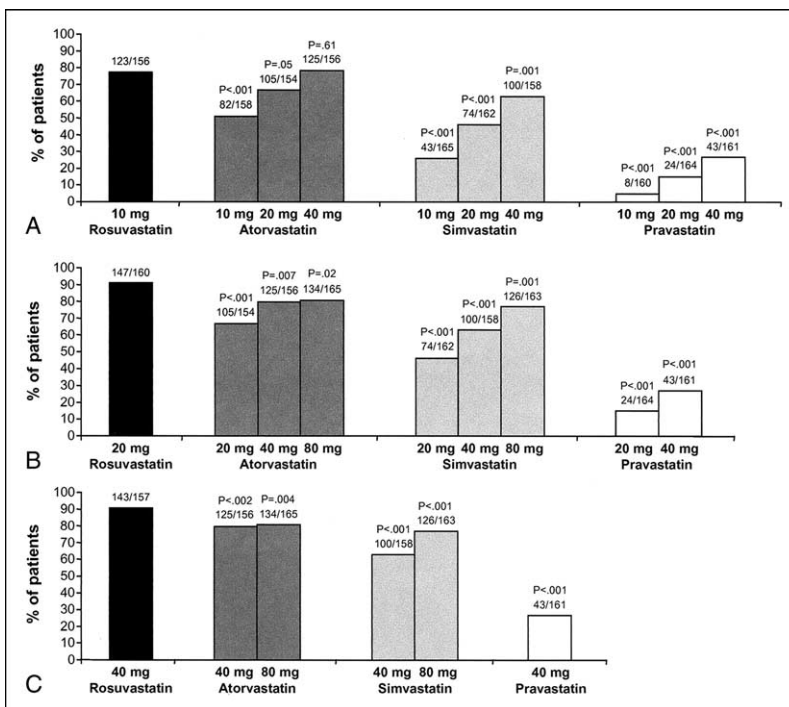 % of patients
100
90
80
70
60
50
40
30
20
10
0
123/156
P<.001
82/158
P=.05
105/154
P=.61
125/156
P<.001
43/165
P<.001
74/162
P=.001
100/158
P<.001
8/160
P<.001
24/164
P<.001
43/161
10 mg
10 mg 20 mg 40 mg
10 mg 20 mg 40 mg
10 mg 20 mg 40 mg
A
Rosuvastatin
Atorvastatin
Simvastatin
Pravastatin
% of patients
100
90
80
70
60
50
40
30
20
10
0
147/160
P<.001
105/154
P=.007
125/156
P=.02
134/165
P<.001
74/162
P<.001
100/158
P=.001
126/163
P<.001
24/164
P<.001
43/161
20 mg
20 mg 40 mg 80 mg
20 mg 40 mg 80 mg
20 mg 40 mg
B
Rosuvastatin
Atorvastatin
Simvastatin
Pravastatin
% of patients
100
90
80
70
60
50
40
30
20
10
0
143/157
P<.002
125/156
P=.004
134/165
P<.001
100/158
P<.001
126/163
P<.001
43/161
40 mg
40 mg 80 mg
40 mg 80 mg
40 mg
C
Rosuvastatin
Atorvastatin
Simvastatin
Pravastatin